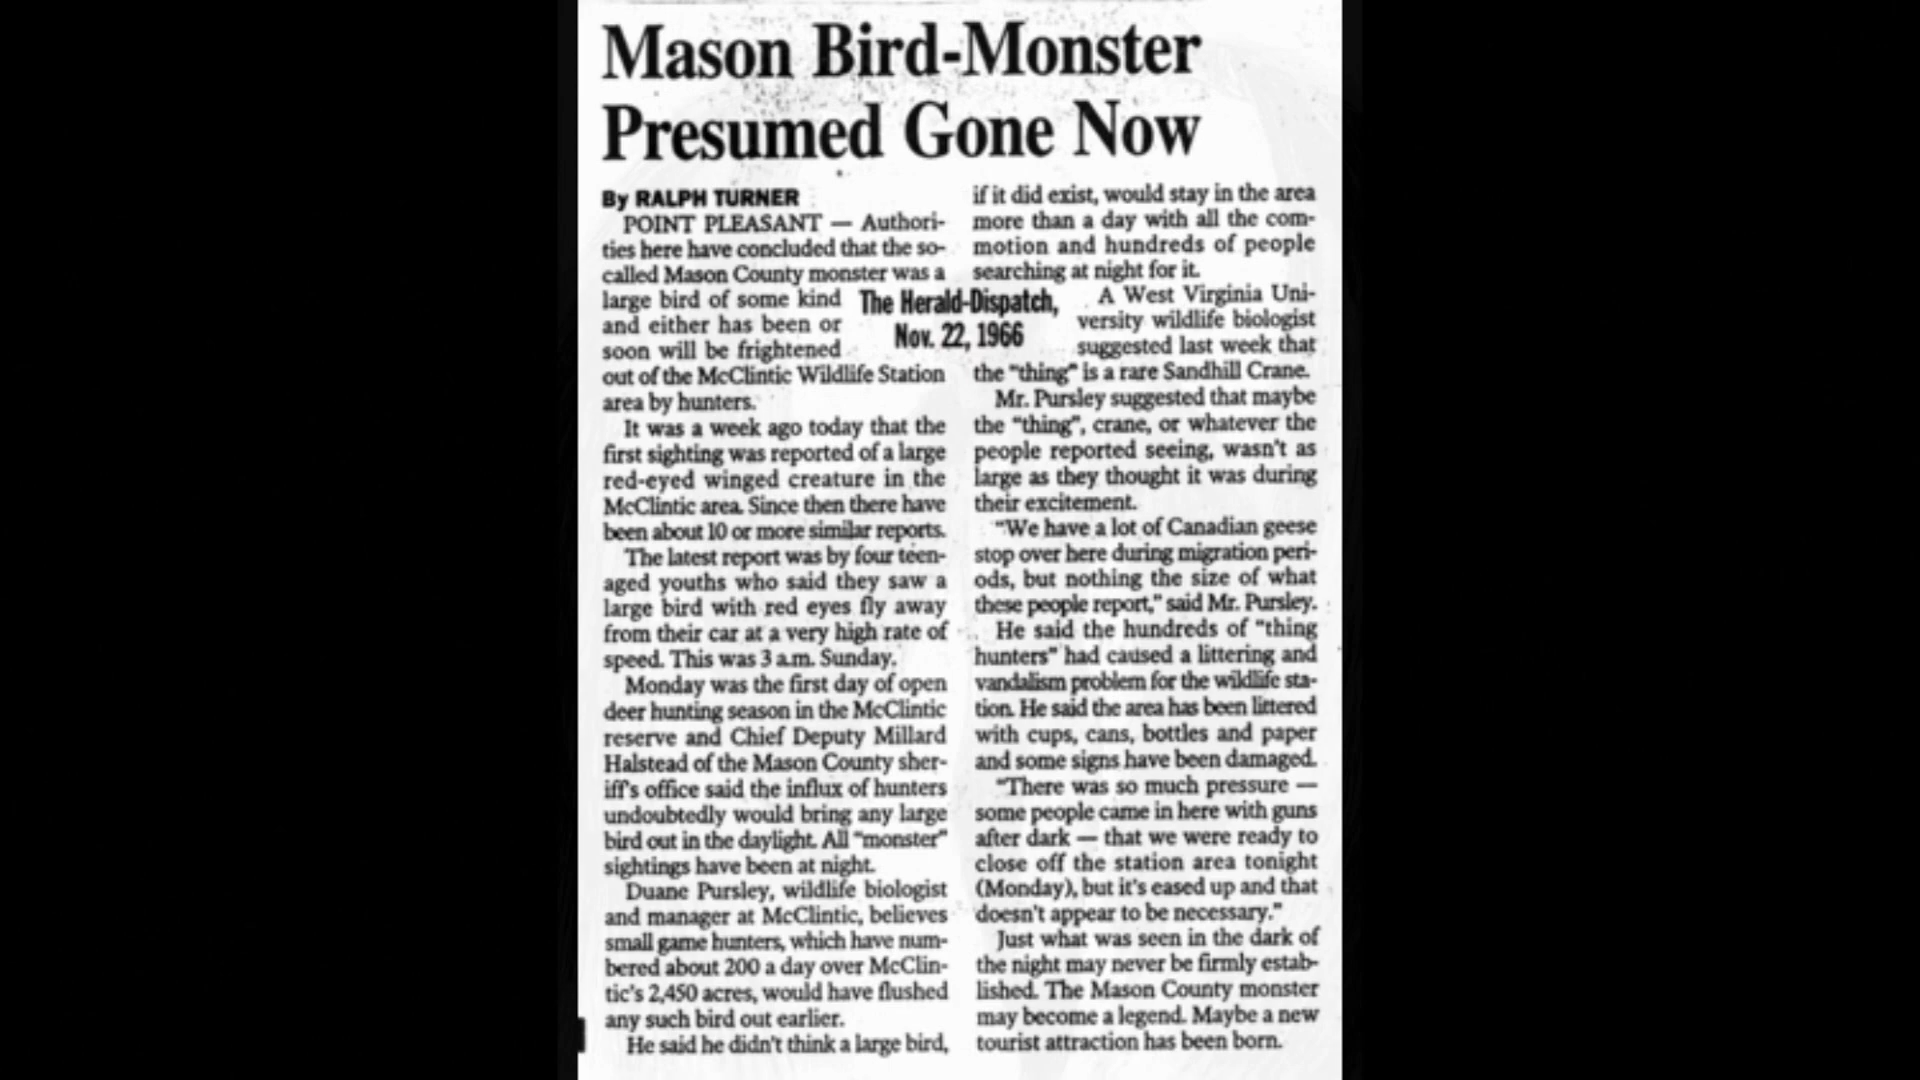 Mason Bird-Monster
Presumed Gone Now
By RALPH TURNER
POINT PLEASANT — Authori-
ties here have concluded that the so-
called Mason County monster was a
large bird of some kind
and either has been or
soon will be frightened
out of the McClintic Wildlife Station
area by hunters.
It was a week ago today that the
first sighting was reported of a large
red-eyed winged creature in the
McClintic area. Since then there have
been about 10 or more similar reports.
The latest report was by four teen-
aged youths who said they saw a
large bird with red eyes fly away
from their car at a very high rate of
speed. This was 3 a.m. Sunday.
Monday was the first day of open
deer hunting season in the McClintic
reserve and Chief Deputy Millard
Halstead of the Mason County sher-
iff's office said the influx of hunters
undoubtedly would bring any large
bird out in the daylight. All "monster"
sightings have been at night.
Duane Pursley, wildlife biologist
and manager at McClintic, believes
small game hunters, which have num-
bered about 200 a day over McClin-
tic's 2,450 acres, would have flushed
any such bird out earlier.
He said he didn't think a large bird,
The Herald-Dispatch,
Nov. 22, 1966
if it did exist, would stay in the area
more than a day with all the com-
motion and hundreds of people
searching at night for it.
A West Virginia Uni-
versity wildlife biologist
suggested last week that
the "thing" is a rare Sandhill Crane.
Mr. Pursley suggested that maybe
the "thing", crane, or whatever the
people reported seeing, wasn't as
large as they thought it was during
their excitement.
"We have a lot of Canadian geese
stop over here during migration peri-
ods, but nothing the size of what
these people report," said Mr. Pursley.
He said the hundreds of "thing
hunters" had caused a littering and
vandalism problem for the wildlife sta-
tion. He said the area has been littered
with cups, cans, bottles and paper
and some signs have been damaged.
"There was so much pressure —
some people came in here with guns
after dark — that we were ready to
close off the station area tonight
(Monday), but it's eased up and that
doesn't appear to be necessary."
Just what was seen in the dark of
the night may never be firmly estab-
lished. The Mason County monster
may become a legend. Maybe a new
tourist attraction has been born.